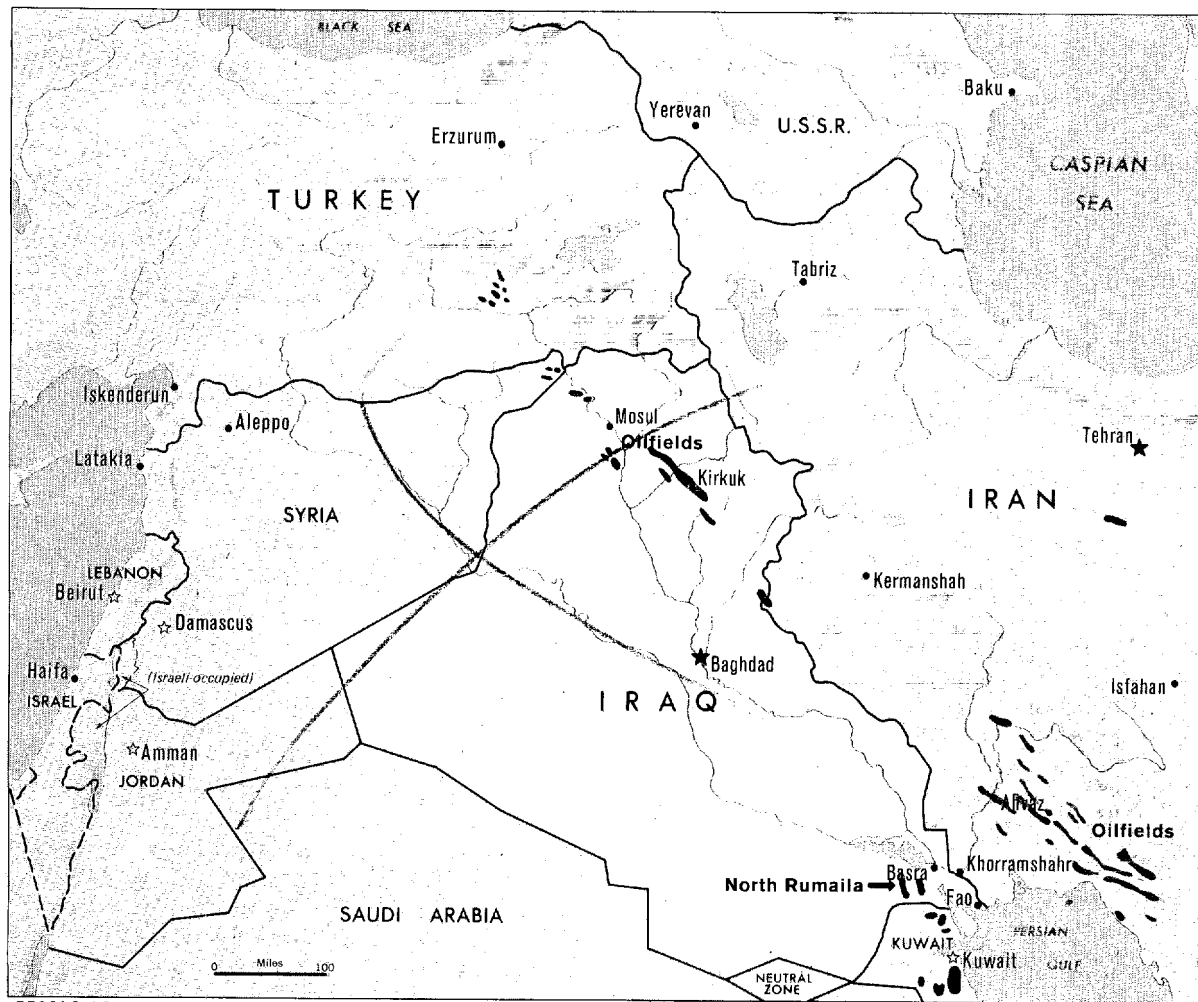 BLACK SEA
Baku
Yerevan
U.S.S.R.
Erzurum
CASPIAN
SEA
TURKEY
Tabriz
Iskenderun
Aleppo
Mosul
Oilfields
Tehran
Latakia
Kirkuk
SYRIA
IRAN
LEBANON
Beirut
Kermanshah
Damascus
Baghdad
Haifa
(Israeli-occupied)
ISRAEL
IRAQ
Isfahan
Amman
JORDAN
Ahvaz
Oilfields
Basra
Khorramshahr
North Rumaila
Fao
SAUDI ARABIA
PERSIAN
GULF
KUWAIT
Kuwait
0 Miles 100
NEUTRAL
ZONE